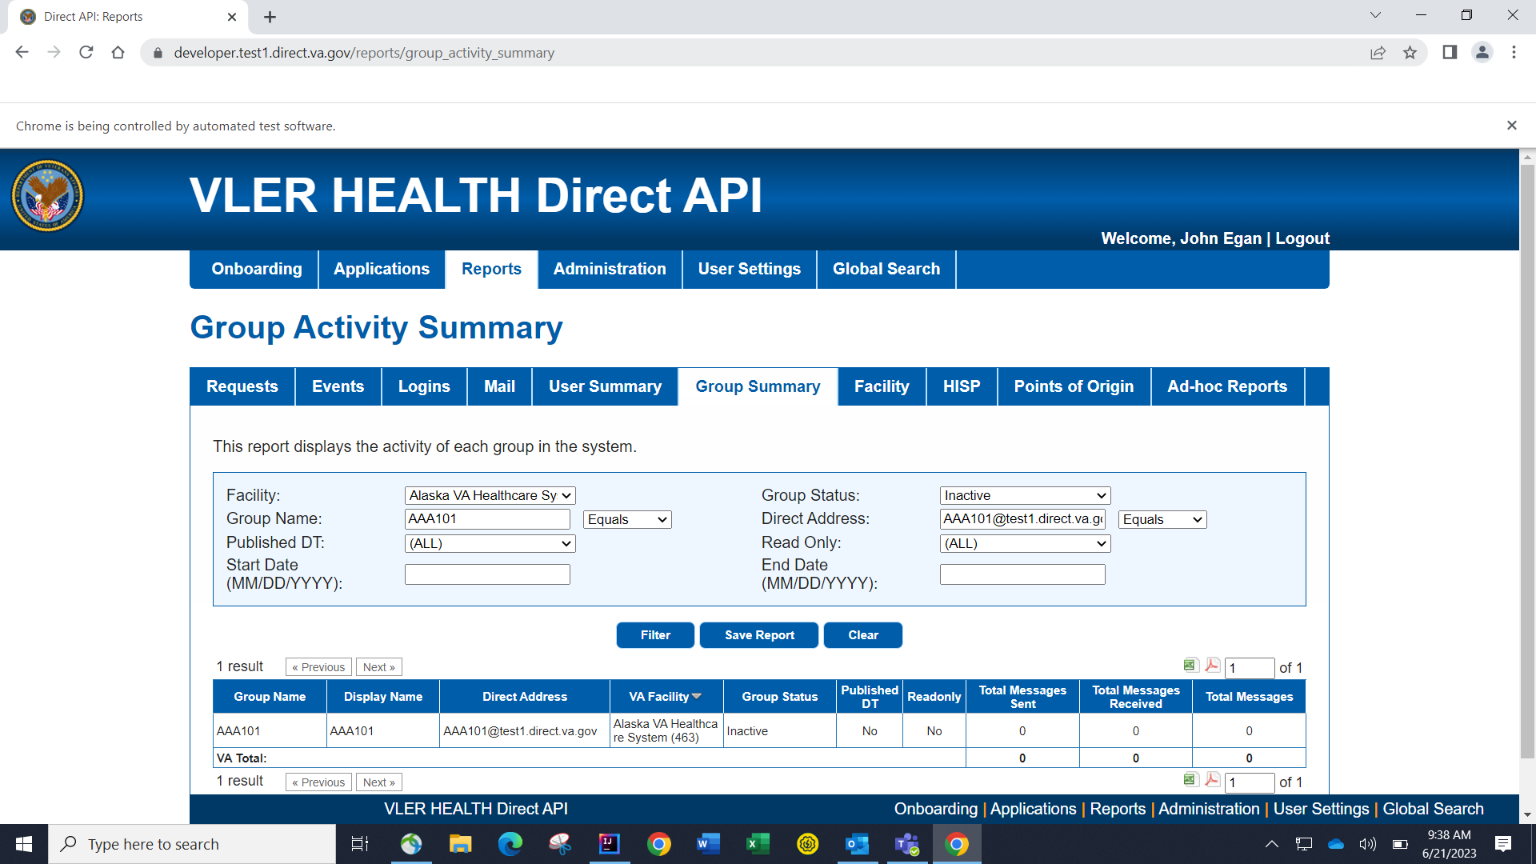 Direct API: Reports
developer.test1.direct.va.gov/reports/group_activity_summary
Chrome is being controlled by automated test software.
VLER HEALTH Direct API
Welcome, John Egan | Logout
Onboarding Applications Reports Administration User Settings Global Search
Group Activity Summary
Requests Events Logins Mail User Summary Group Summary Facility HISP Points of Origin Ad-hoc Reports
This report displays the activity of each group in the system.
Facility: Alaska VA Healthcare Sy Group Status: Inactive
Group Name: AAA101 Equals Direct Address: AAA101@test1.direct.va.g Equals
Published DT: (ALL) Read Only: (ALL)
Start Date (MM/DD/YYYY): End Date (MM/DD/YYYY):
Filter Save Report Clear
1 result « Previous Next » 1 of 1
Group Name Display Name Direct Address VA Facility Group Status Published DT Readonly Total Messages Sent Total Messages Received Total Messages
AAA101 AAA101 AAA101@test1.direct.va.gov Alaska VA Healthca re System (463) Inactive No No 0 0 0
VA Total: 0 0 0
1 result « Previous Next » 1 of 1
VLER HEALTH Direct API Onboarding | Applications | Reports | Administration | User Settings | Global Search
Type here to search
9:38 AM
6/21/2023